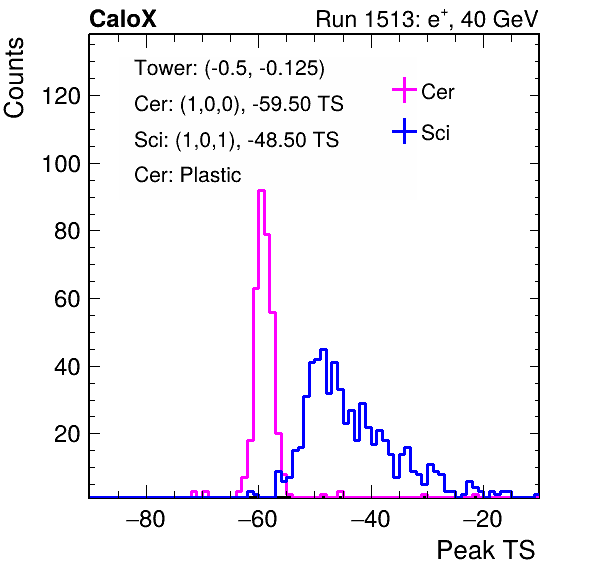 CaloX Run 1513: e⁺, 40 GeV
Counts
Tower: (-0.5, -0.125)
Cer: (1,0,0), -59.50 TS
Sci: (1,0,1), -48.50 TS
Cer: Plastic
Cer
Sci
120
100
80
60
40
20
−80 −60 −40 −20
Peak TS